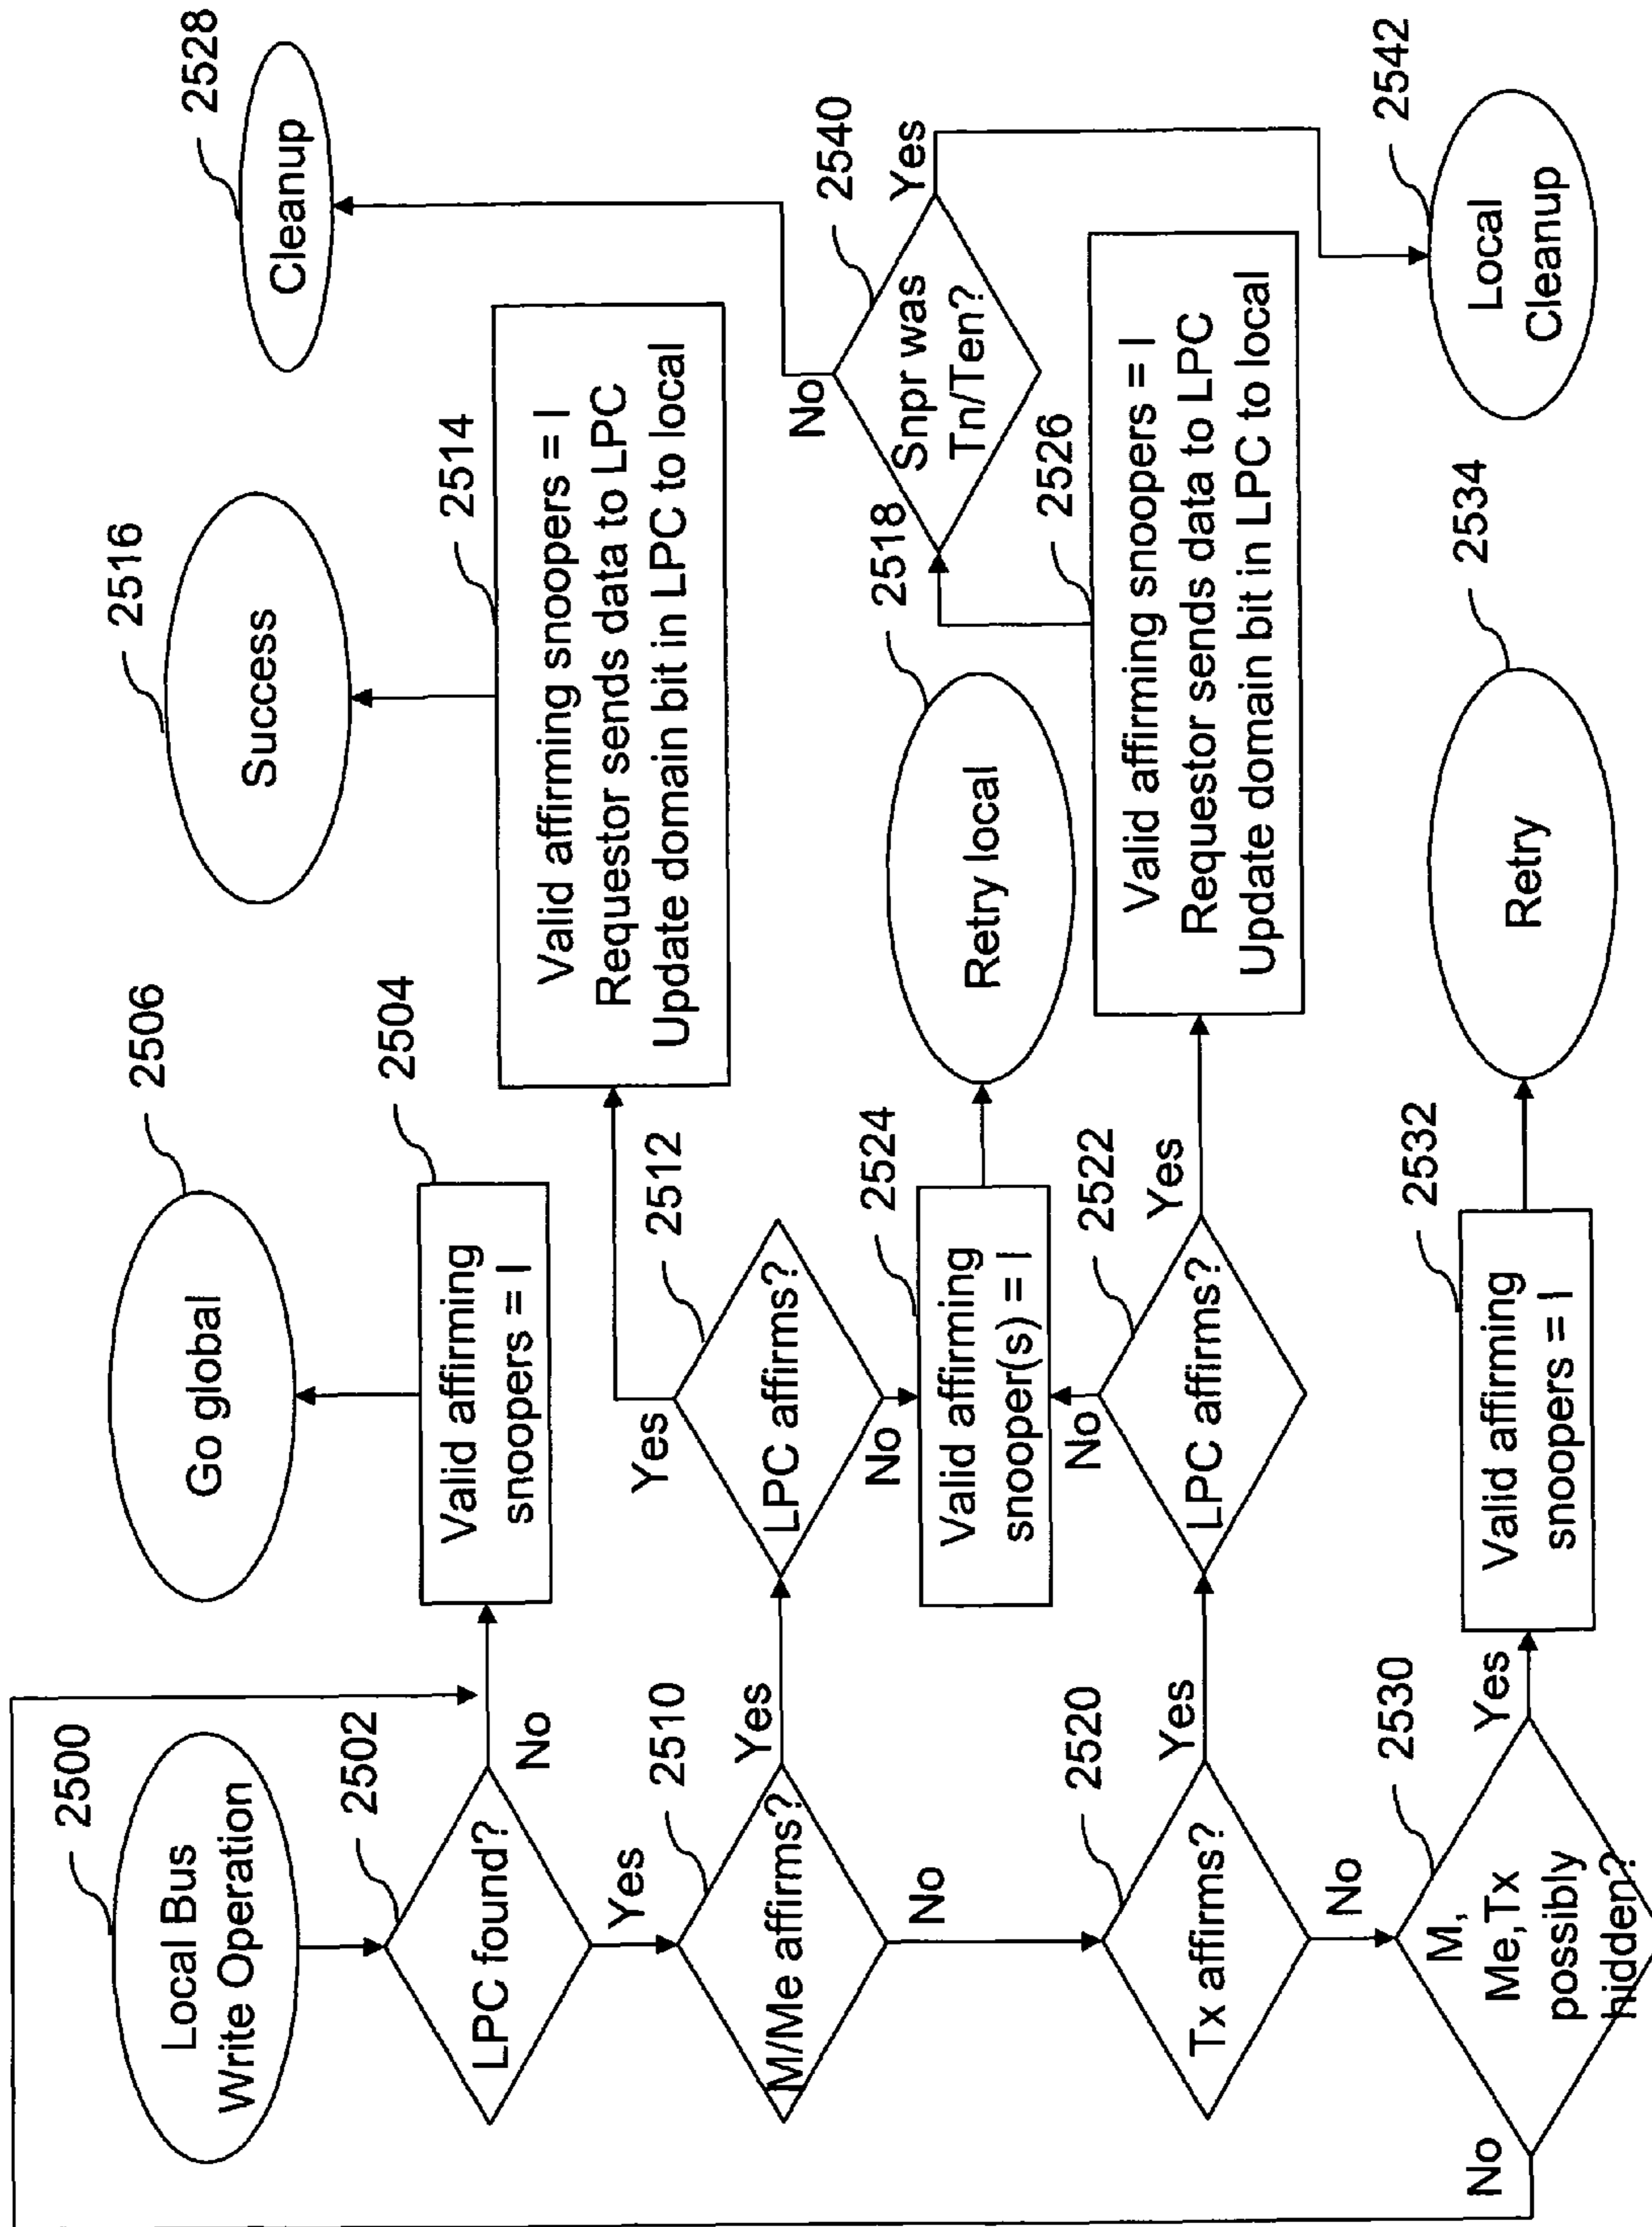 2500
Local Bus
Write Operation
2502
LPC found?
No
Yes
2504
Valid affirming
snoopers = I
2506
Go global
2510
M/Me affirms?
Yes
No
2512
LPC affirms?
Yes
No
2514
Valid affirming snoopers = I
Requestor sends data to LPC
Update domain bit in LPC to local
2516
Success
2520
Tx affirms?
Yes
No
2522
LPC affirms?
No
Yes
2524
Valid affirming
snooper(s) = I
2518
Retry local
2526
Valid affirming snoopers = I
Requestor sends data to LPC
Update domain bit in LPC to local
2540
Snpr was
Tn/Ten?
No
Yes
2528
Cleanup
2542
Local
Cleanup
2530
M,
Me,Tx
possibly
hidden?
No
Yes
2532
Valid affirming
snoopers = I
2534
Retry